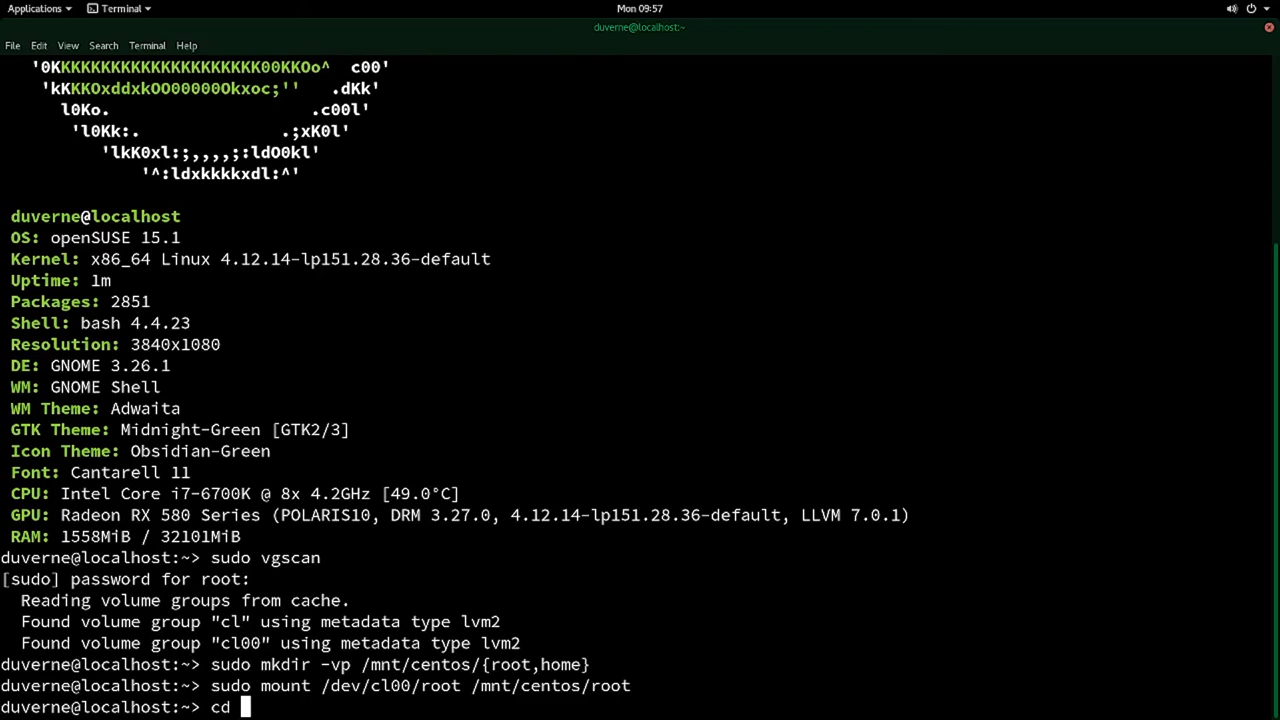 Applications Terminal Mon 09:57
duverne@localhost:~
File Edit View Search Terminal Help
'0KKKKKKKKKKKKKKKKKKKK00KKOo^ c00'
'kKKKOxddxkOO00000Okxoc;'' .dKk'
l0Ko. .c00l'
'l0Kk:. .;xK0l'
'lkK0xl:;,,,,;:ldO0kl'
'^:ldxkkkkxdl:^'
duverne@localhost
OS: openSUSE 15.1
Kernel: x86_64 Linux 4.12.14-lp151.28.36-default
Uptime: 1m
Packages: 2851
Shell: bash 4.4.23
Resolution: 3840x1080
DE: GNOME 3.26.1
WM: GNOME Shell
WM Theme: Adwaita
GTK Theme: Midnight-Green [GTK2/3]
Icon Theme: Obsidian-Green
Font: Cantarell 11
CPU: Intel Core i7-6700K @ 8x 4.2GHz [49.0°C]
GPU: Radeon RX 580 Series (POLARIS10, DRM 3.27.0, 4.12.14-lp151.28.36-default, LLVM 7.0.1)
RAM: 1558MiB / 32101MiB
duverne@localhost:~> sudo vgscan
[sudo] password for root:
Reading volume groups from cache.
Found volume group "cl" using metadata type lvm2
Found volume group "cl00" using metadata type lvm2
duverne@localhost:~> sudo mkdir -vp /mnt/centos/{root,home}
duverne@localhost:~> sudo mount /dev/cl00/root /mnt/centos/root
duverne@localhost:~> cd